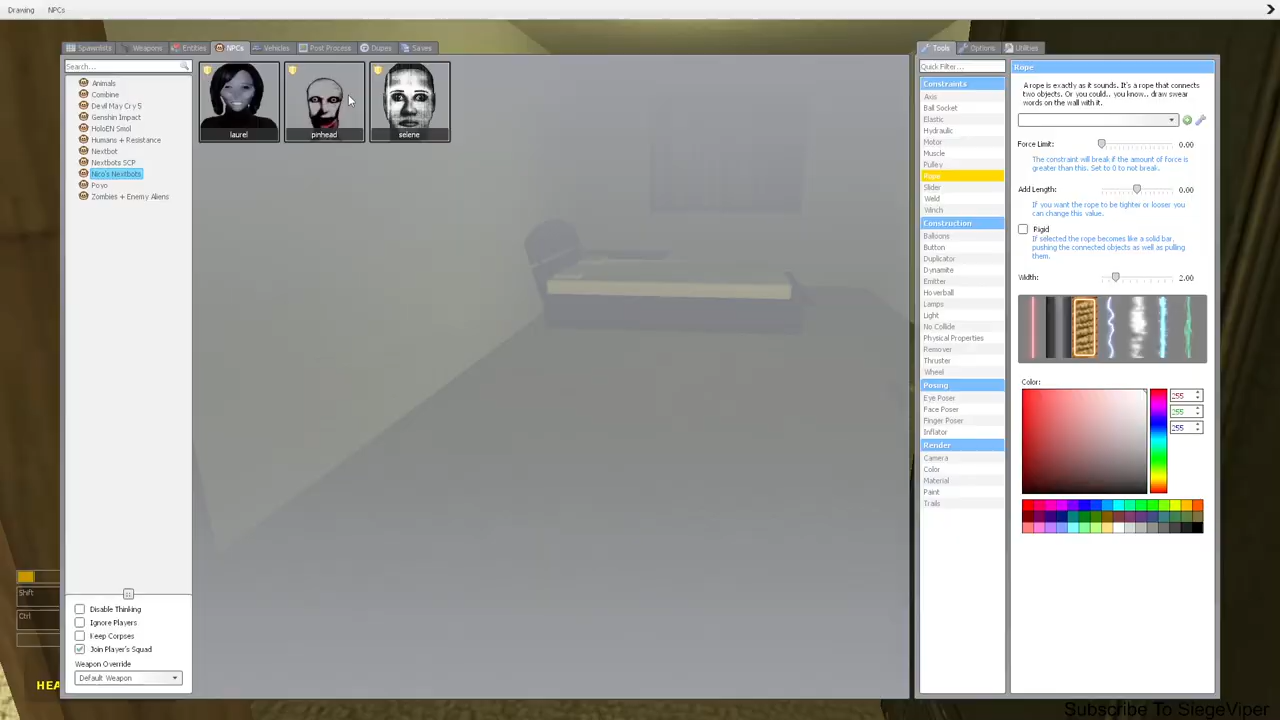 Drawing NPCs
Spawnlists Weapons Entities NPCs Vehicles Post Process Dupes Saves
Search...
Animals
Combine
Devil May Cry 5
Genshin Impact
HoloEN Smol
Humans + Resistance
Nextbot
Nextbots SCP
Nico's Nextbots
Poyo
Zombies + Enemy Aliens
laurel pinhead selene
Disable Thinking
Ignore Players
Keep Corpses
Join Player's Squad
Weapon Override
Default Weapon
Shift
Ctrl
HEA
Tools Options Utilities
Quick Filter...
Constraints
Axis
Ball Socket
Elastic
Hydraulic
Motor
Muscle
Pulley
Rope
Slider
Weld
Winch
Construction
Balloons
Button
Duplicator
Dynamite
Emitter
Hoverball
Lamps
Light
No Collide
Physical Properties
Remover
Thruster
Wheel
Posing
Eye Poser
Face Poser
Finger Poser
Inflator
Render
Camera
Color
Material
Paint
Trails
Rope
A rope is exactly as it sounds. It's a rope that connects
two objects. Or you could.. you know.. draw swear
words on the wall with it.
Force Limit: 0.00
The constraint will break if the amount of force is
greater than this. Set to 0 to not break.
Add Length: 0.00
If you want the rope to be tighter or looser you
can change this value.
Rigid
If selected the rope becomes like a solid bar,
pushing the connected objects as well as pulling
them.
Width: 2.00
Color:
255
255
255
Subscribe To SiegeViper